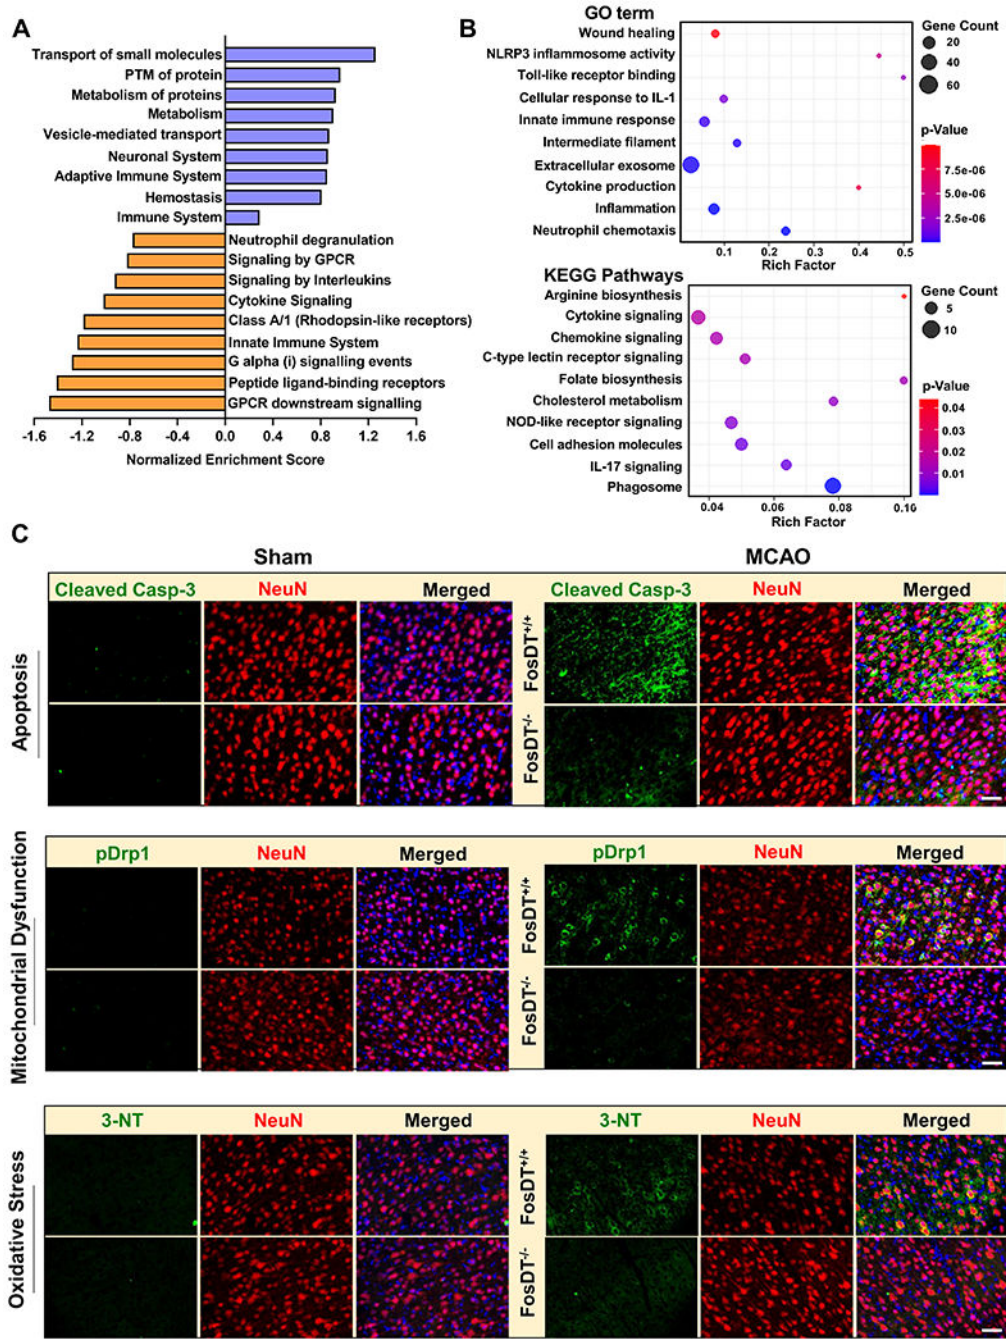 A
Transport of small molecules
PTM of protein
Metabolism of proteins
Metabolism
Vesicle-mediated transport
Neuronal System
Adaptive Immune System
Hemostasis
Immune System
Neutrophil degranulation
Signaling by GPCR
Signaling by Interleukins
Cytokine Signaling
Class A/1 (Rhodopsin-like receptors)
Innate Immune System
G alpha (i) signalling events
Peptide ligand-binding receptors
GPCR downstream signalling
-1.6 -1.2 -0.8 -0.4 0.0 0.4 0.8 1.2 1.6
Normalized Enrichment Score
B
GO term
Wound healing
NLRP3 inflammosome activity
Toll-like receptor binding
Cellular response to IL-1
Innate immune response
Intermediate filament
Extracellular exosome
Cytokine production
Inflammation
Neutrophil chemotaxis
0.1 0.2 0.3 0.4 0.5
Rich Factor
Gene Count
20
40
60
p-Value
7.5e-06
5.0e-06
2.5e-06
KEGG Pathways
Arginine biosynthesis
Cytokine signaling
Chemokine signaling
C-type lectin receptor signaling
Folate biosynthesis
Cholesterol metabolism
NOD-like receptor signaling
Cell adhesion molecules
IL-17 signaling
Phagosome
0.04 0.06 0.08 0.10
Rich Factor
Gene Count
5
10
p-Value
0.04
0.03
0.02
0.01
C
Sham MCAO
Cleaved Casp-3 NeuN Merged Cleaved Casp-3 NeuN Merged
Apoptosis
FosDT+/+
FosDT-/-
pDrp1 NeuN Merged pDrp1 NeuN Merged
Mitochondrial Dysfunction
FosDT+/+
FosDT-/-
3-NT NeuN Merged 3-NT NeuN Merged
Oxidative Stress
FosDT+/+
FosDT-/-